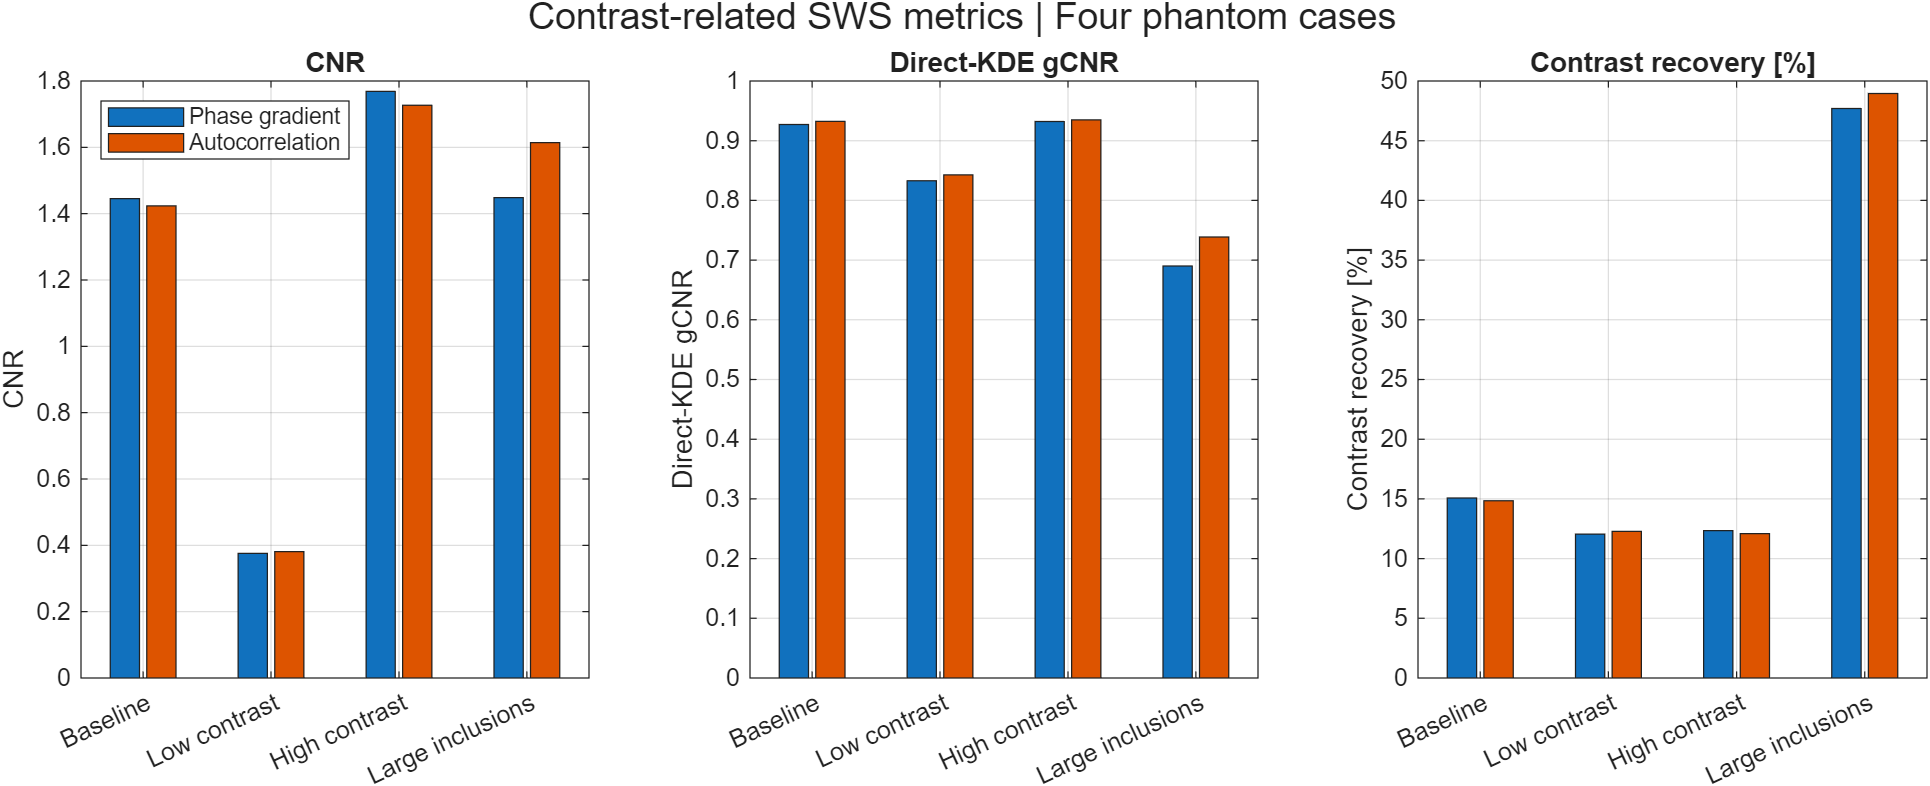 Contrast-related SWS metrics | Four phantom cases
CNR
Phase gradient
Autocorrelation
CNR
0
0.2
0.4
0.6
0.8
1
1.2
1.4
1.6
1.8
Baseline
Low contrast
High contrast
Large inclusions
Direct-KDE gCNR
Direct-KDE gCNR
0
0.1
0.2
0.3
0.4
0.5
0.6
0.7
0.8
0.9
1
Baseline
Low contrast
High contrast
Large inclusions
Contrast recovery [%]
Contrast recovery [%]
0
5
10
15
20
25
30
35
40
45
50
Baseline
Low contrast
High contrast
Large inclusions